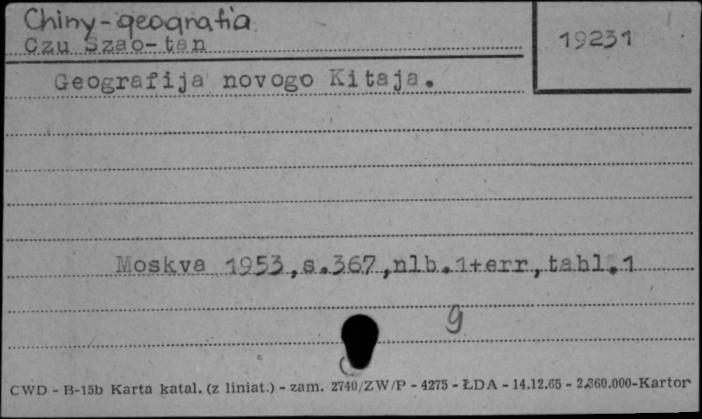 Chiny-geografia
Czu Szao-tan
19231
Geografija novogo Kitaja.
Moskva 1953,s.367,nlb.1+err,tabl.1
g
CWD - B-15b Karta katal. (z liniat.) - zam. 2740/ZW/P - 4275 - ŁDA - 14.12.65 - 2.360.000-Kartor